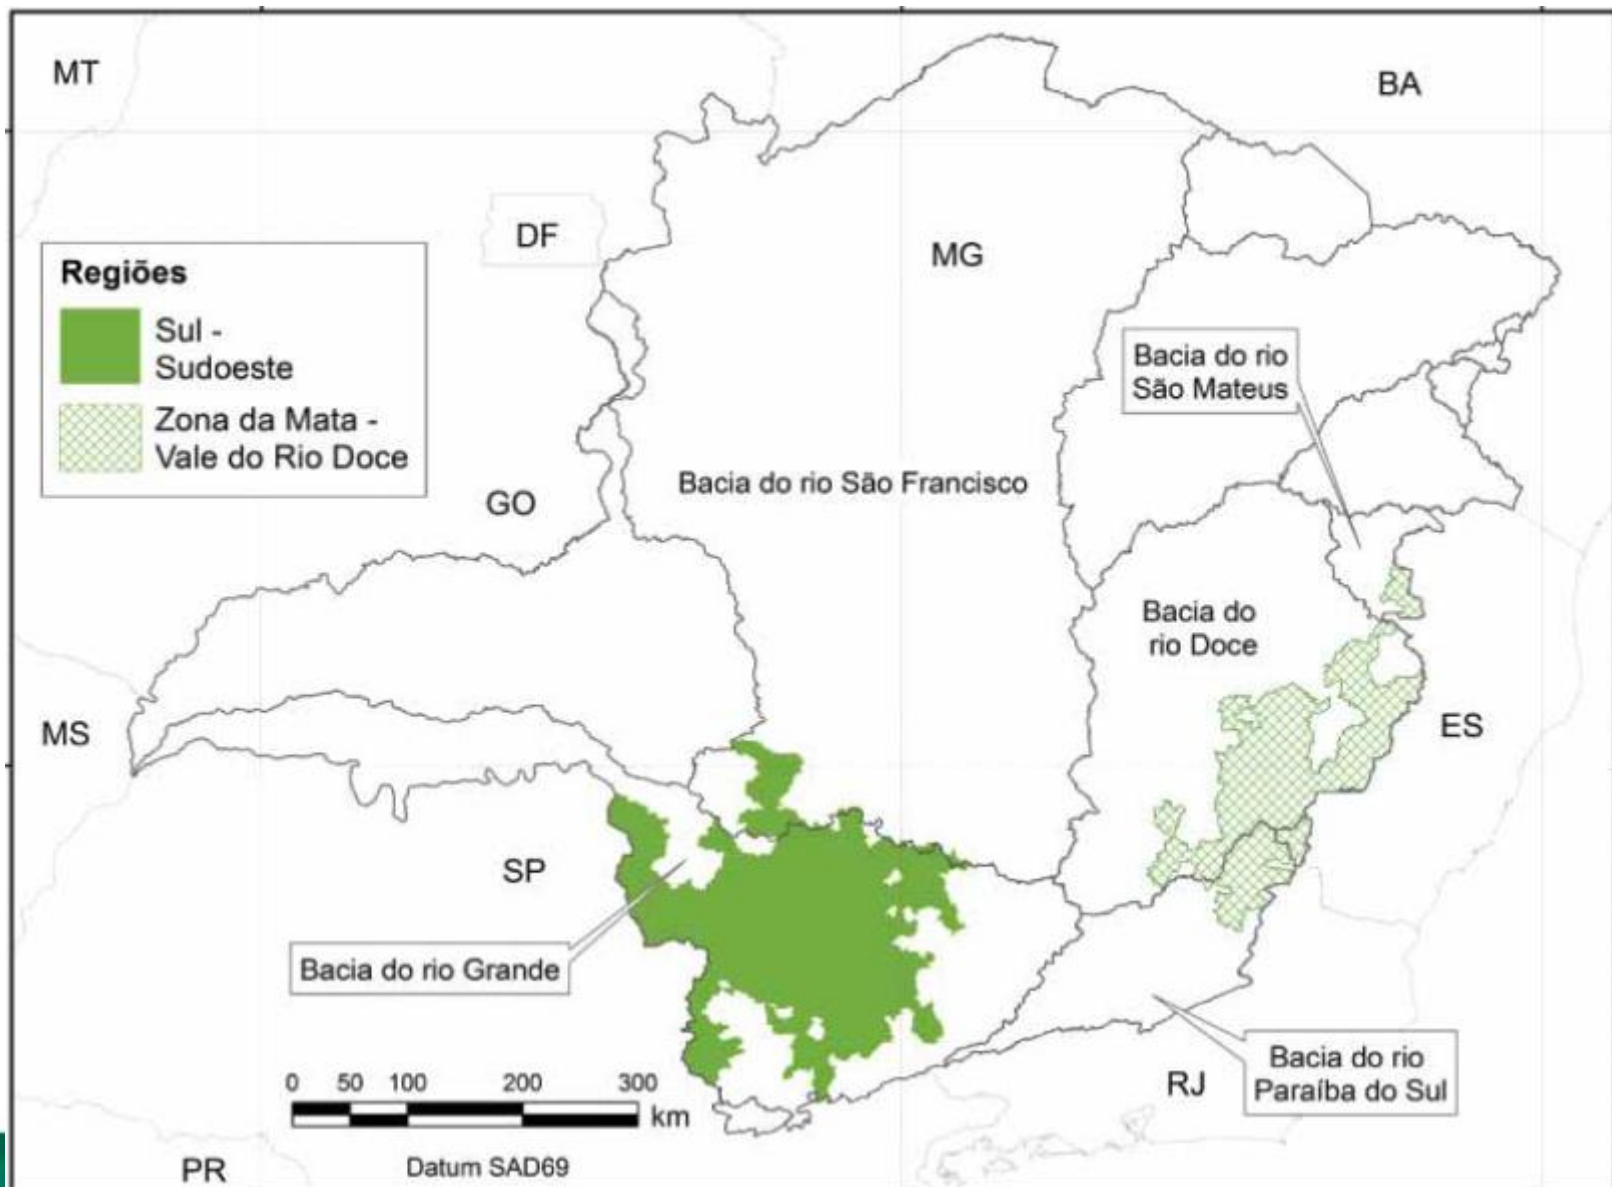 MT
BA
DF
MG
Regiões
Sul -
Sudoeste
Zona da Mata -
Vale do Rio Doce
Bacia do rio
São Mateus
GO
Bacia do rio São Francisco
Bacia do
rio Doce
MS
ES
SP
Bacia do rio Grande
Bacia do rio
Paraíba do Sul
RJ
0 50 100 200 300
km
Datum SAD69
PR